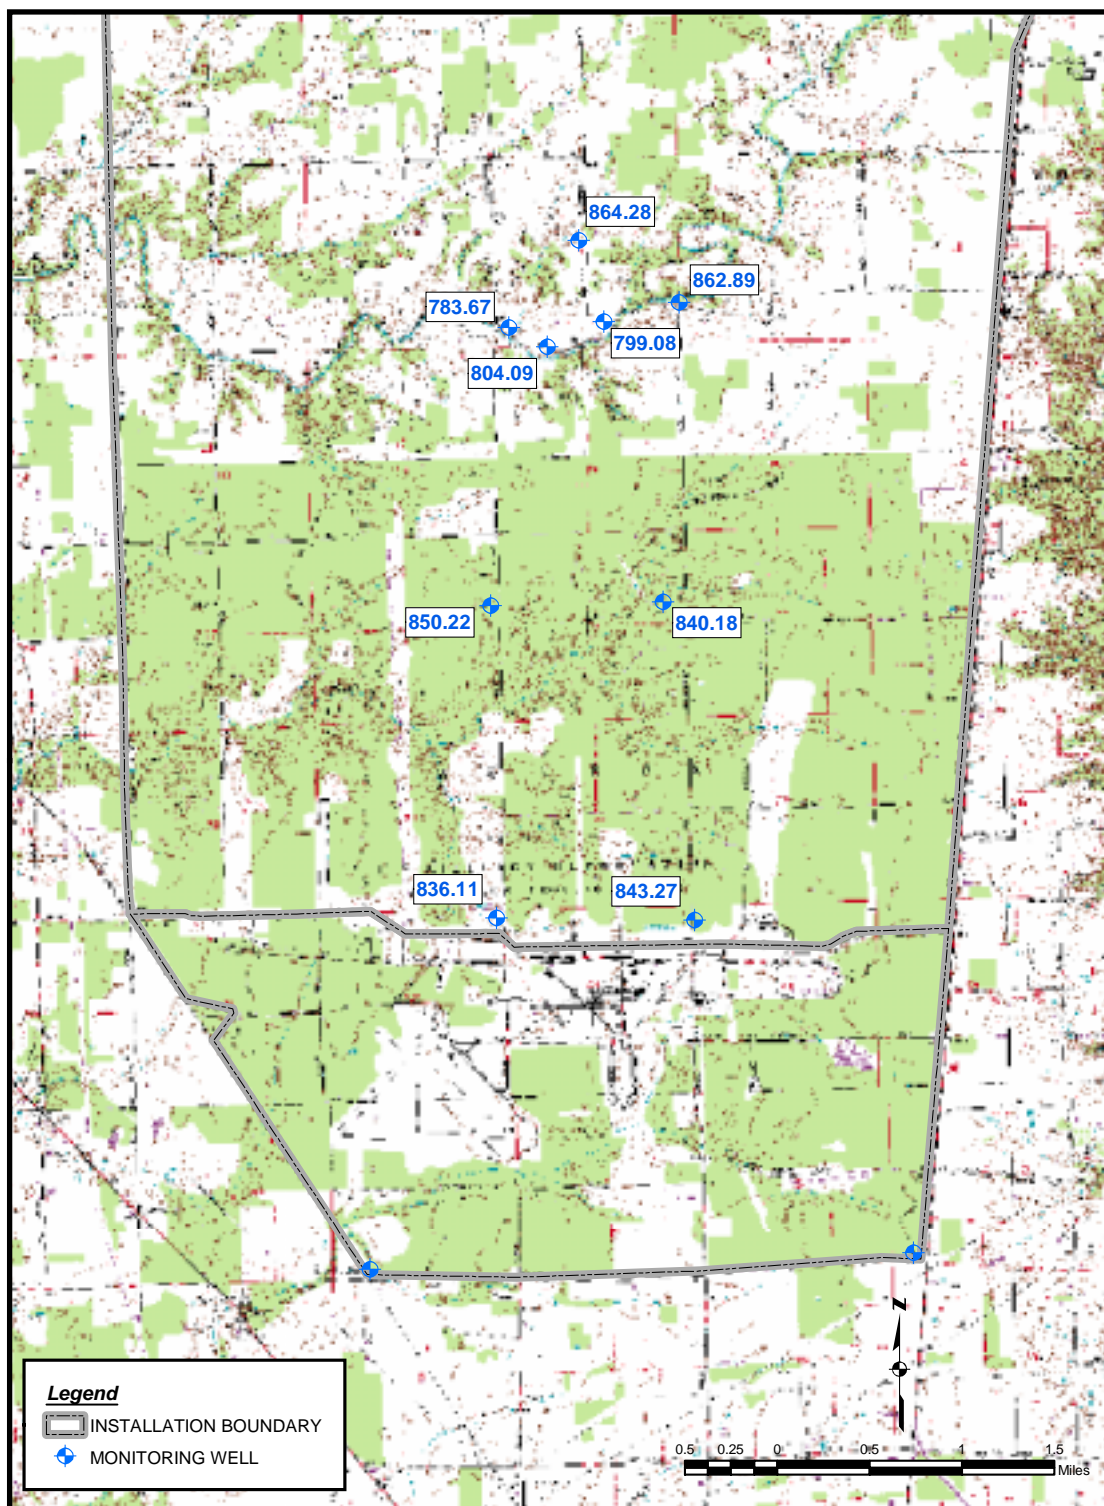 864.28
862.89
783.67
799.08
804.09
850.22
840.18
836.11
843.27
N
Legend
INSTALLATION BOUNDARY
MONITORING WELL
0.5 0.25 0 0.5 1 1.5
Miles